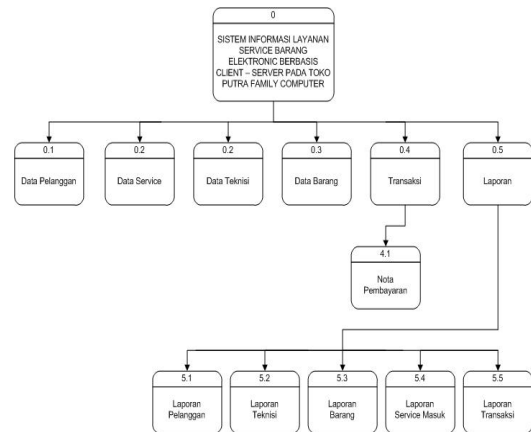 0
SISTEM INFORMASI LAYANAN
SERVICE BARANG
ELEKTRONIC BERBASIS
CLIENT – SERVER PADA TOKO
PUTRA FAMILY COMPUTER
0.1
Data Pelanggan
0.2
Data Service
0.2
Data Teknisi
0.3
Data Barang
0.4
Transaksi
0.5
Laporan
4.1
Nota
Pembayaran
5.1
Laporan
Pelanggan
5.2
Laporan
Teknisi
5.3
Laporan
Barang
5.4
Laporan
Service Masuk
5.5
Laporan
Transaksi